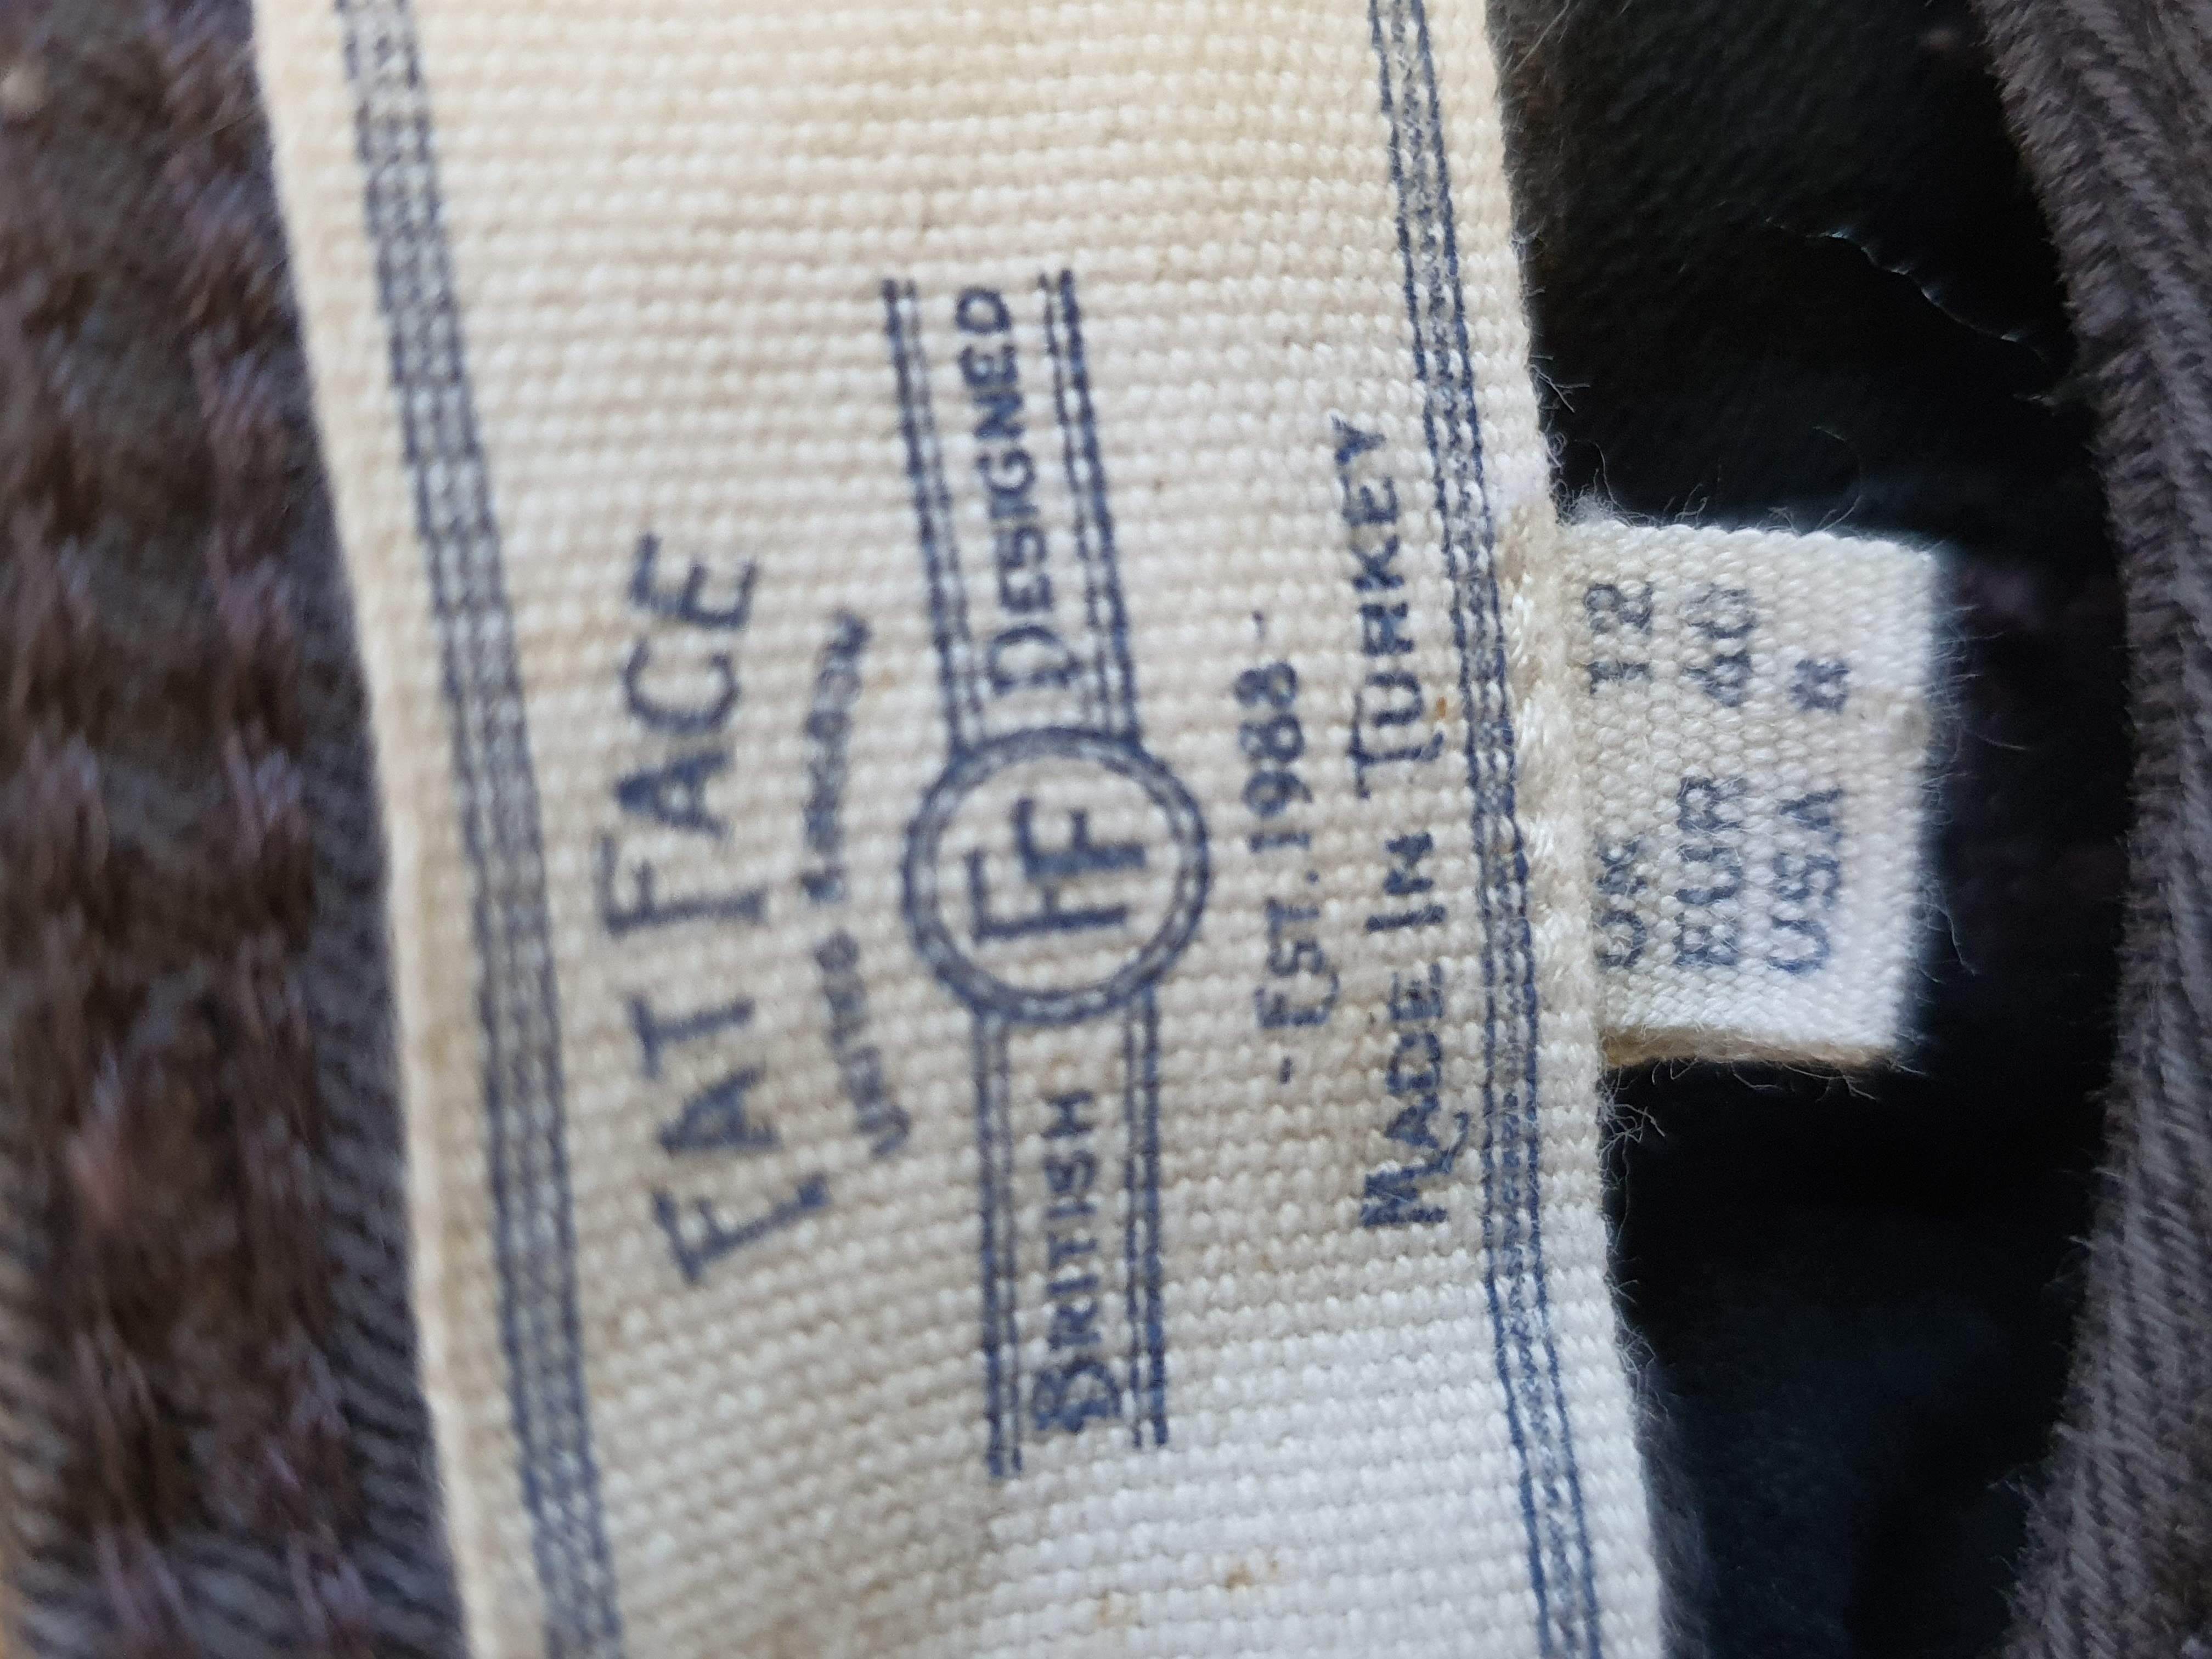 FAT FACE
UNITED KINGDOM
BRITISH FF DESIGNED
- EST. 1988 -
MADE IN TURKEY
UK 12
EUR 40
USA 8